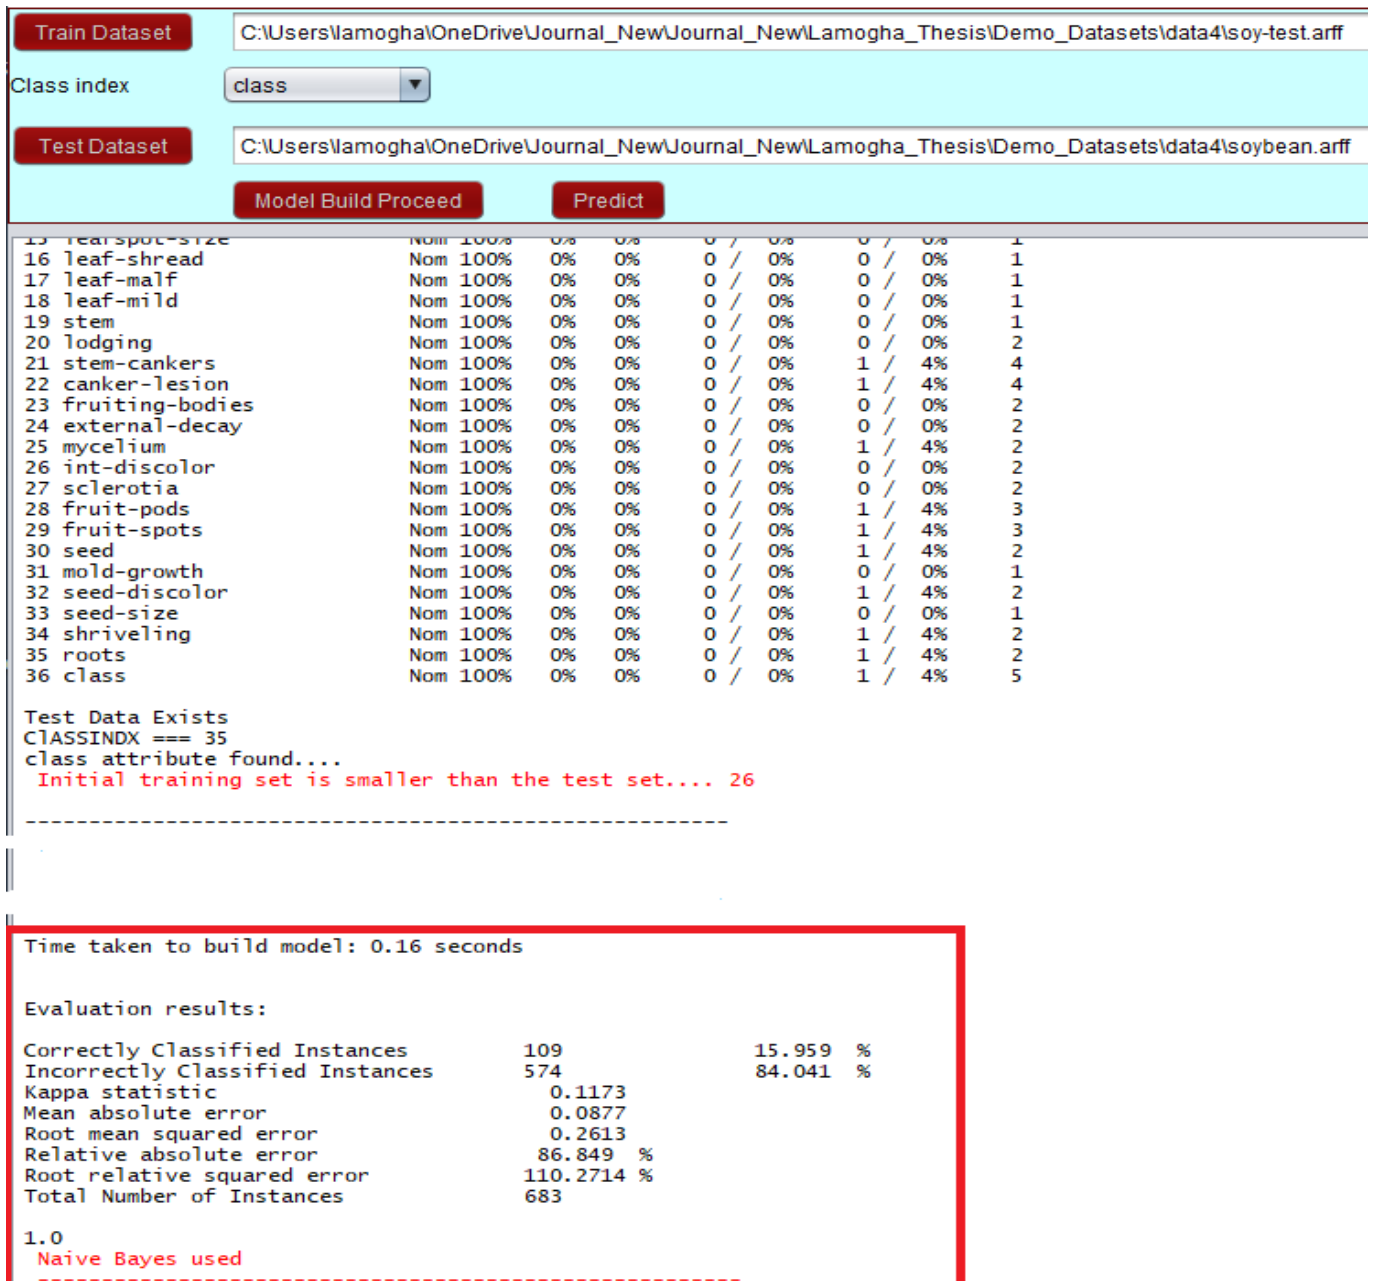 Train Dataset C:\Users\lamogha\OneDrive\Journal_New\Journal_New\Lamogha_Thesis\Demo_Datasets\data4\soy-test.arff
Class index class
Test Dataset C:\Users\lamogha\OneDrive\Journal_New\Journal_New\Lamogha_Thesis\Demo_Datasets\data4\soybean.arff
Model Build Proceed Predict
15 leafspot-size Nom 100% 0% 0% 0 / 0% 0 / 0% 1
16 leaf-shread Nom 100% 0% 0% 0 / 0% 0 / 0% 1
17 leaf-malf Nom 100% 0% 0% 0 / 0% 0 / 0% 1
18 leaf-mild Nom 100% 0% 0% 0 / 0% 0 / 0% 1
19 stem Nom 100% 0% 0% 0 / 0% 0 / 0% 1
20 lodging Nom 100% 0% 0% 0 / 0% 0 / 0% 2
21 stem-cankers Nom 100% 0% 0% 0 / 0% 1 / 4% 4
22 canker-lesion Nom 100% 0% 0% 0 / 0% 1 / 4% 4
23 fruiting-bodies Nom 100% 0% 0% 0 / 0% 0 / 0% 2
24 external-decay Nom 100% 0% 0% 0 / 0% 0 / 0% 2
25 mycelium Nom 100% 0% 0% 0 / 0% 1 / 4% 2
26 int-discolor Nom 100% 0% 0% 0 / 0% 0 / 0% 2
27 sclerotia Nom 100% 0% 0% 0 / 0% 0 / 0% 2
28 fruit-pods Nom 100% 0% 0% 0 / 0% 1 / 4% 3
29 fruit-spots Nom 100% 0% 0% 0 / 0% 1 / 4% 3
30 seed Nom 100% 0% 0% 0 / 0% 1 / 4% 2
31 mold-growth Nom 100% 0% 0% 0 / 0% 0 / 0% 1
32 seed-discolor Nom 100% 0% 0% 0 / 0% 1 / 4% 2
33 seed-size Nom 100% 0% 0% 0 / 0% 0 / 0% 1
34 shriveling Nom 100% 0% 0% 0 / 0% 1 / 4% 2
35 roots Nom 100% 0% 0% 0 / 0% 1 / 4% 2
36 class Nom 100% 0% 0% 0 / 0% 1 / 4% 5
Test Data Exists
ClASSINDX === 35
class attribute found....
Initial training set is smaller than the test set.... 26
-------------------------------------------------------
Time taken to build model: 0.16 seconds
Evaluation results:
Correctly Classified Instances 109 15.959 %
Incorrectly Classified Instances 574 84.041 %
Kappa statistic 0.1173
Mean absolute error 0.0877
Root mean squared error 0.2613
Relative absolute error 86.849 %
Root relative squared error 110.2714 %
Total Number of Instances 683
1.0
Naive Bayes used
-------------------------------------------------------